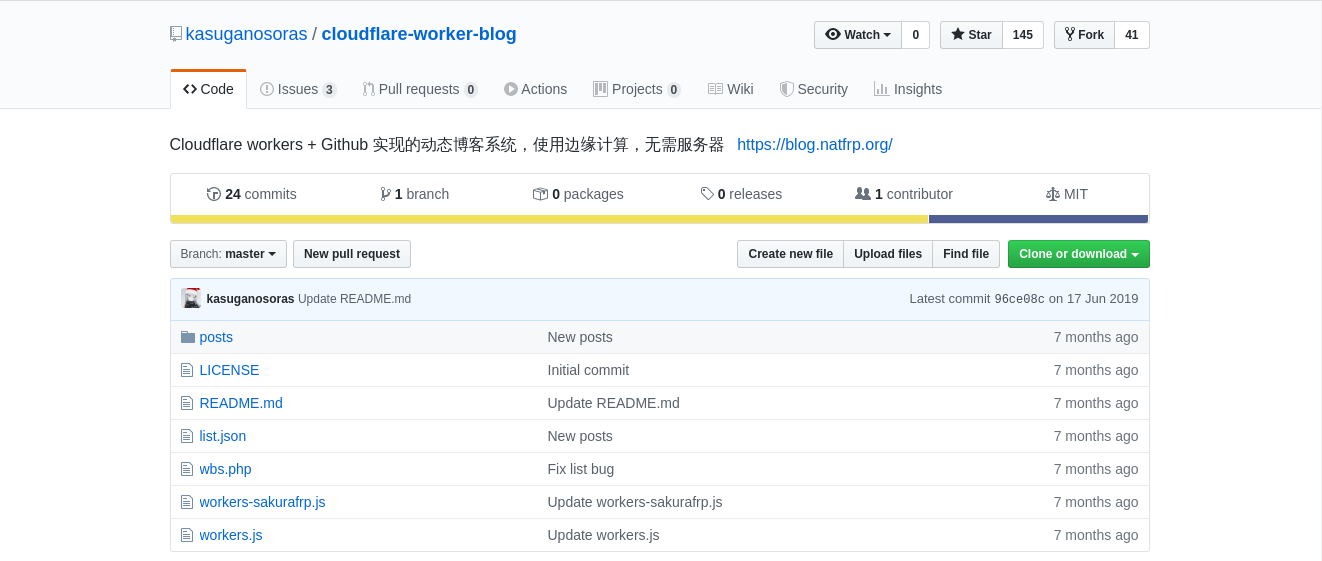 kasuganosoras / cloudflare-worker-blog
Watch 0 Star 145 Fork 41
Code Issues 3 Pull requests 0 Actions Projects 0 Wiki Security Insights
Cloudflare workers + Github 实现的动态博客系统，使用边缘计算，无需服务器 https://blog.natfrp.org/
24 commits 1 branch 0 packages 0 releases 1 contributor MIT
Branch: master New pull request Create new file Upload files Find file Clone or download
kasuganosoras Update README.md Latest commit 96ce08c on 17 Jun 2019
posts New posts 7 months ago
LICENSE Initial commit 7 months ago
README.md Update README.md 7 months ago
list.json New posts 7 months ago
wbs.php Fix list bug 7 months ago
workers-sakurafrp.js Update workers-sakurafrp.js 7 months ago
workers.js Update workers.js 7 months ago